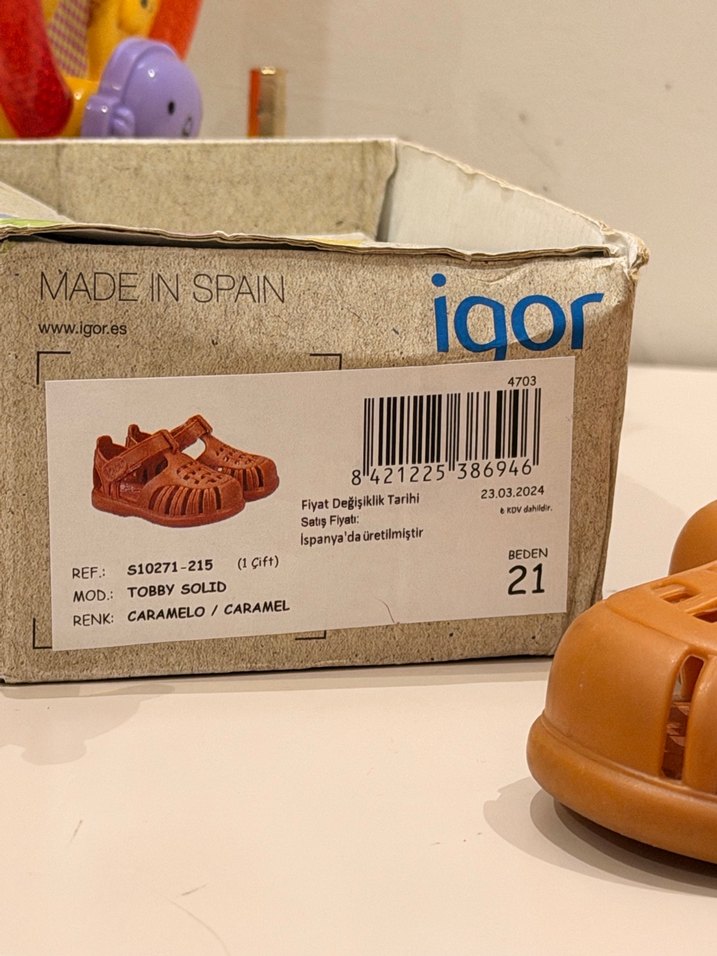 MADE IN SPAIN
www.igor.es
igor
4703
8 421225 386946
Fiyat Değişiklik Tarihi 23.03.2024
Satış Fiyatı: ₺ KDV dahildir.
İspanya'da üretilmiştir
REF.: S10271-215 (1 Çift)
MOD.: TOBBY SOLID
RENK: CARAMELO / CARAMEL
BEDEN
21